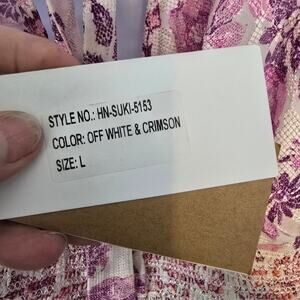 STYLE NO.: HN-SUKI-5153
COLOR: OFF WHITE & CRIMSON
SIZE: L